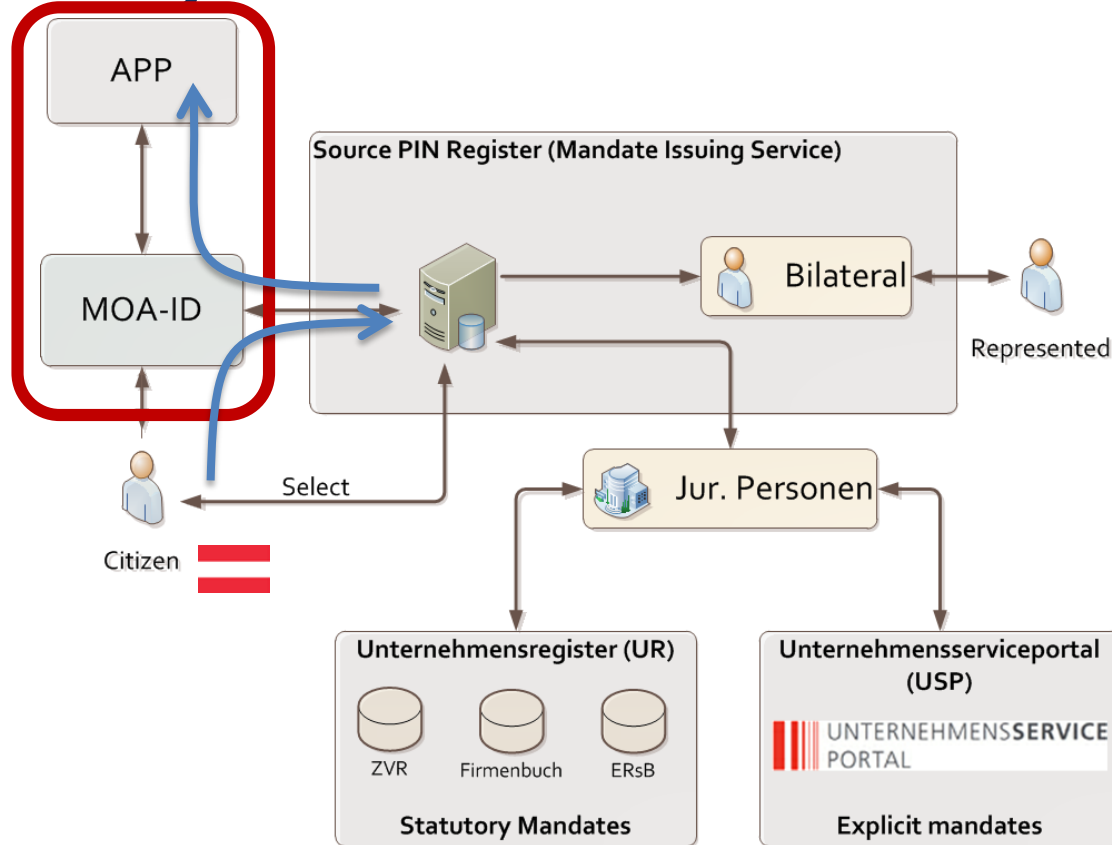 APP
Source PIN Register (Mandate Issuing Service)
MOA-ID
Bilateral
Represented
Select
Citizen
Jur. Personen
Unternehmensregister (UR)
ZVR
Firmenbuch
ERsB
Statutory Mandates
Unternehmensserviceportal
(USP)
UNTERNEHMENSSERVICE
PORTAL
Explicit mandates